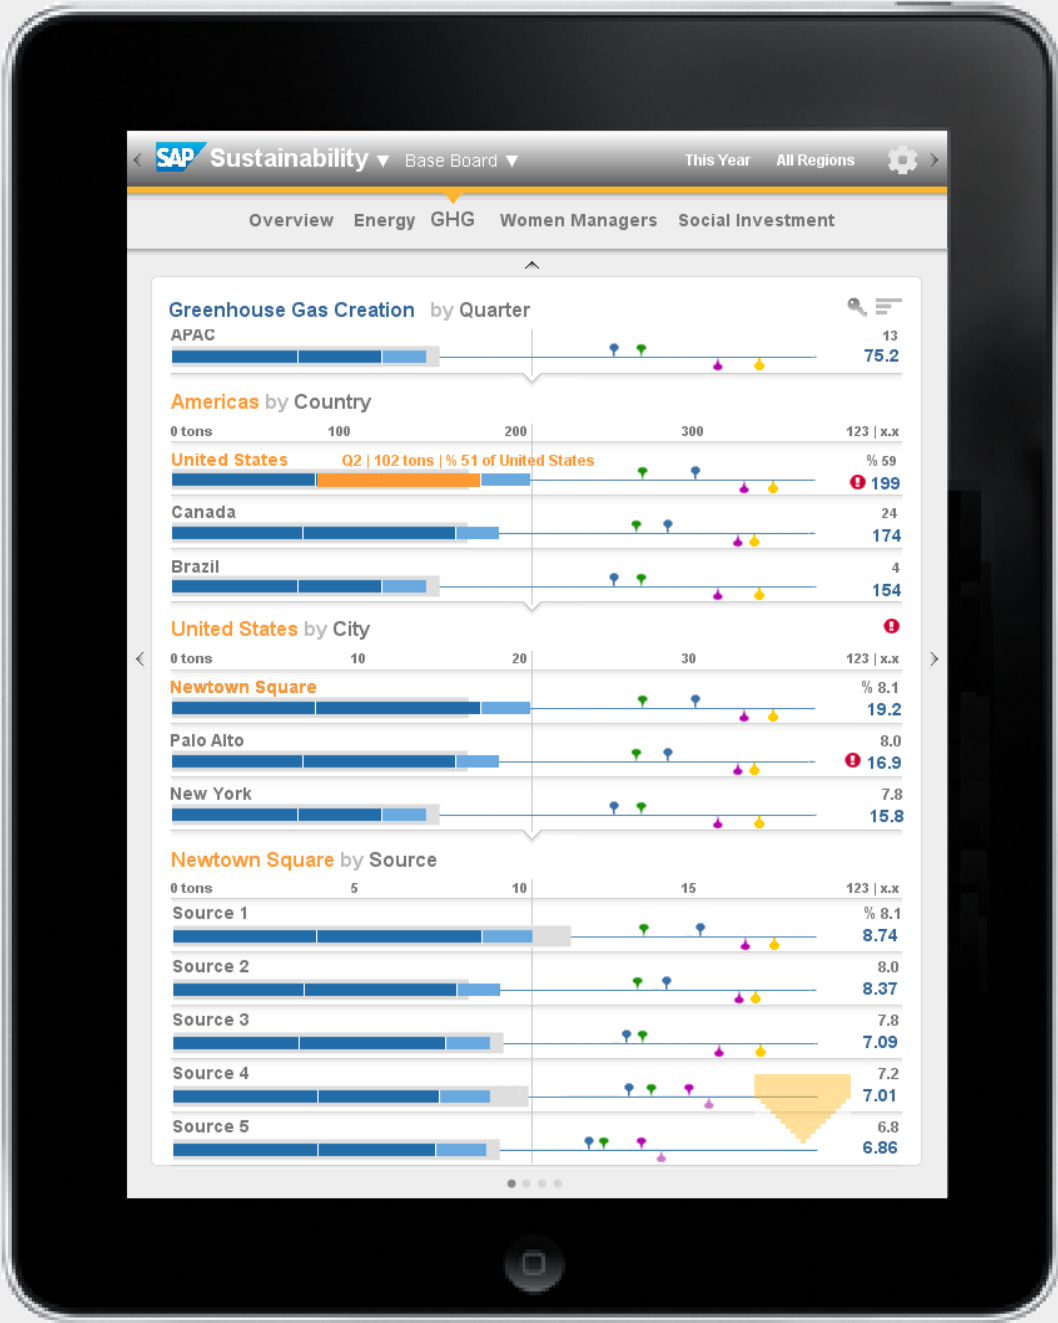 SAP Sustainability ▼ Base Board ▼ This Year All Regions
Overview Energy GHG Women Managers Social Investment
Greenhouse Gas Creation by Quarter
APAC 13
75.2
Americas by Country
0 tons 100 200 300 123 | x.x
United States Q2 | 102 tons | % 51 of United States % 59
199
Canada 24
174
Brazil 4
154
United States by City
0 tons 10 20 30 123 | x.x
Newtown Square % 8.1
19.2
Palo Alto 8.0
16.9
New York 7.8
15.8
Newtown Square by Source
0 tons 5 10 15 123 | x.x
Source 1 % 8.1
8.74
Source 2 8.0
8.37
Source 3 7.8
7.09
Source 4 7.2
7.01
Source 5 6.8
6.86